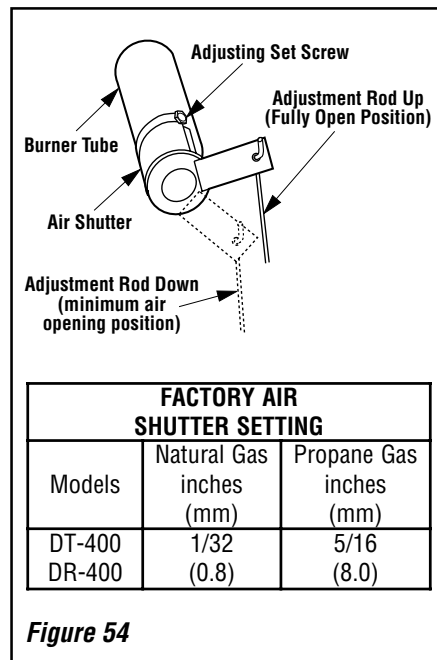 Adjusting Set Screw
Adjustment Rod Up
(Fully Open Position)
Burner Tube
Air Shutter
Adjustment Rod Down
(minimum air
opening position)
FACTORY AIR
SHUTTER SETTING
Models
Natural Gas
inches
(mm)
Propane Gas
inches
(mm)
DT-400
DR-400
1/32
(0.8)
5/16
(8.0)
Figure 54